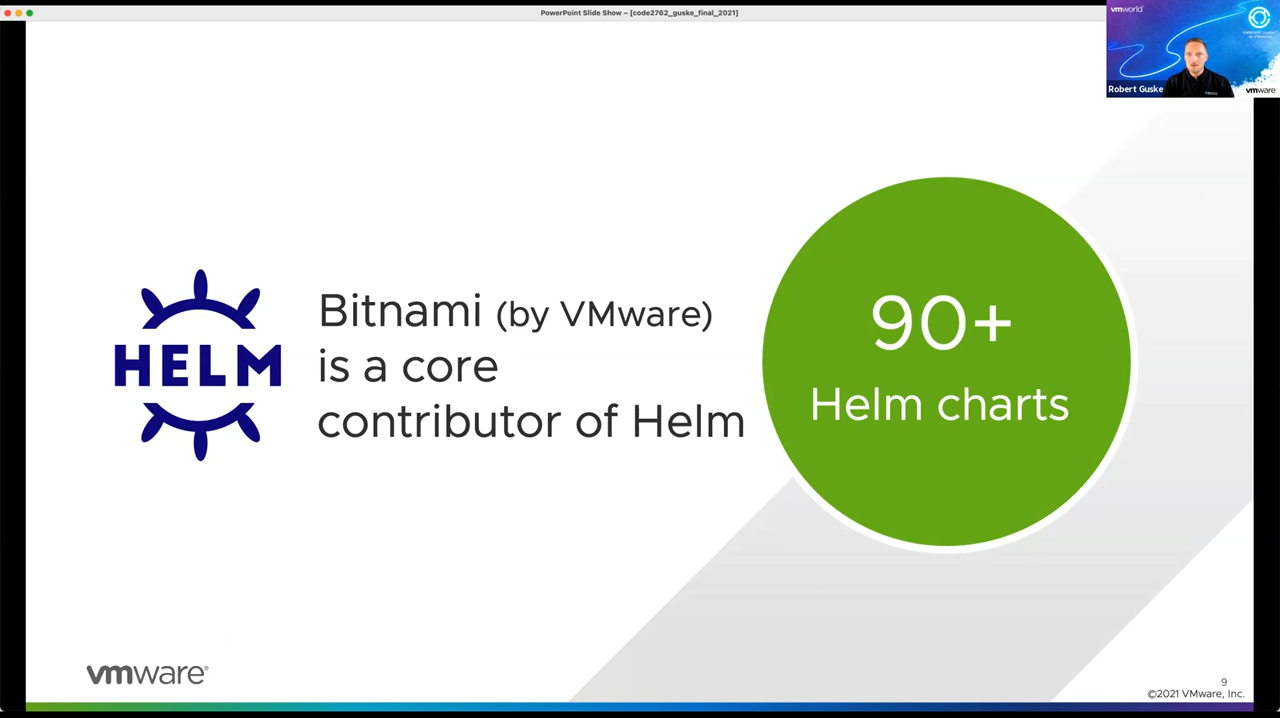 PowerPoint Slide Show – [code2762_guske_final_2021]
vmworld
Robert Guske
vmware
HELM
Bitnami (by VMware)
is a core
contributor of Helm
90+
Helm charts
vmware®
9
©2021 VMware, Inc.